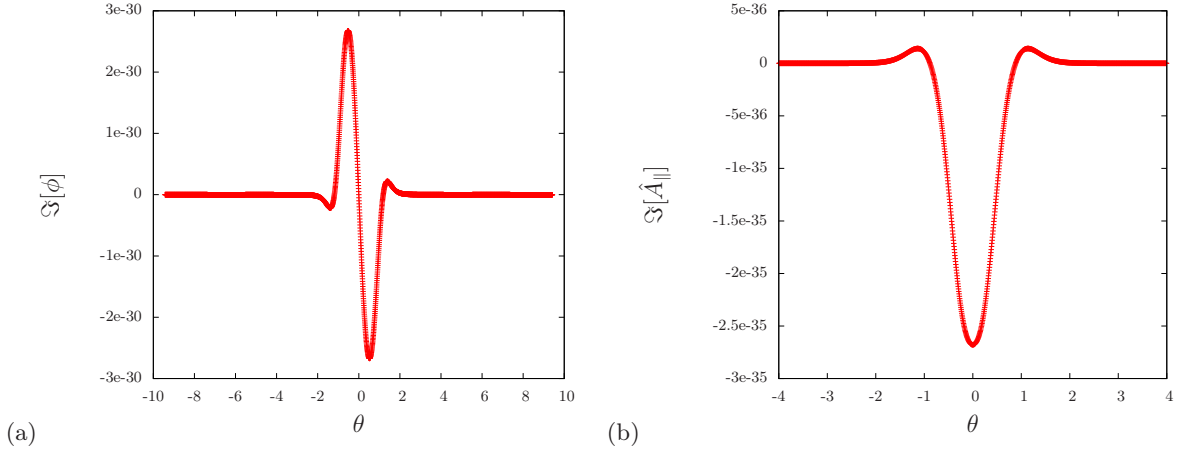 3e-30
2e-30
1e-30
0
-1e-30
-2e-30
-3e-30
-10 -8 -6 -4 -2 0 2 4 6 8 10
ℑ[ϕ]
θ
(a)
5e-36
0
-5e-36
-1e-35
-1.5e-35
-2e-35
-2.5e-35
-3e-35
-4 -3 -2 -1 0 1 2 3 4
ℑ[Â∥]
θ
(b)